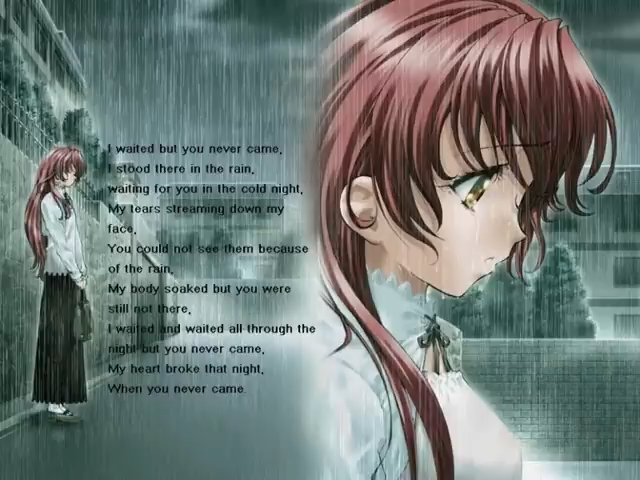 I waited but you never came,
I stood there in the rain,
waiting for you in the cold night,
My tears streaming down my
face,
You could not see them because
of the rain,
My body soaked but you were
still not there,
I waited and waited all through the
night but you never came,
My heart broke that night,
When you never came.